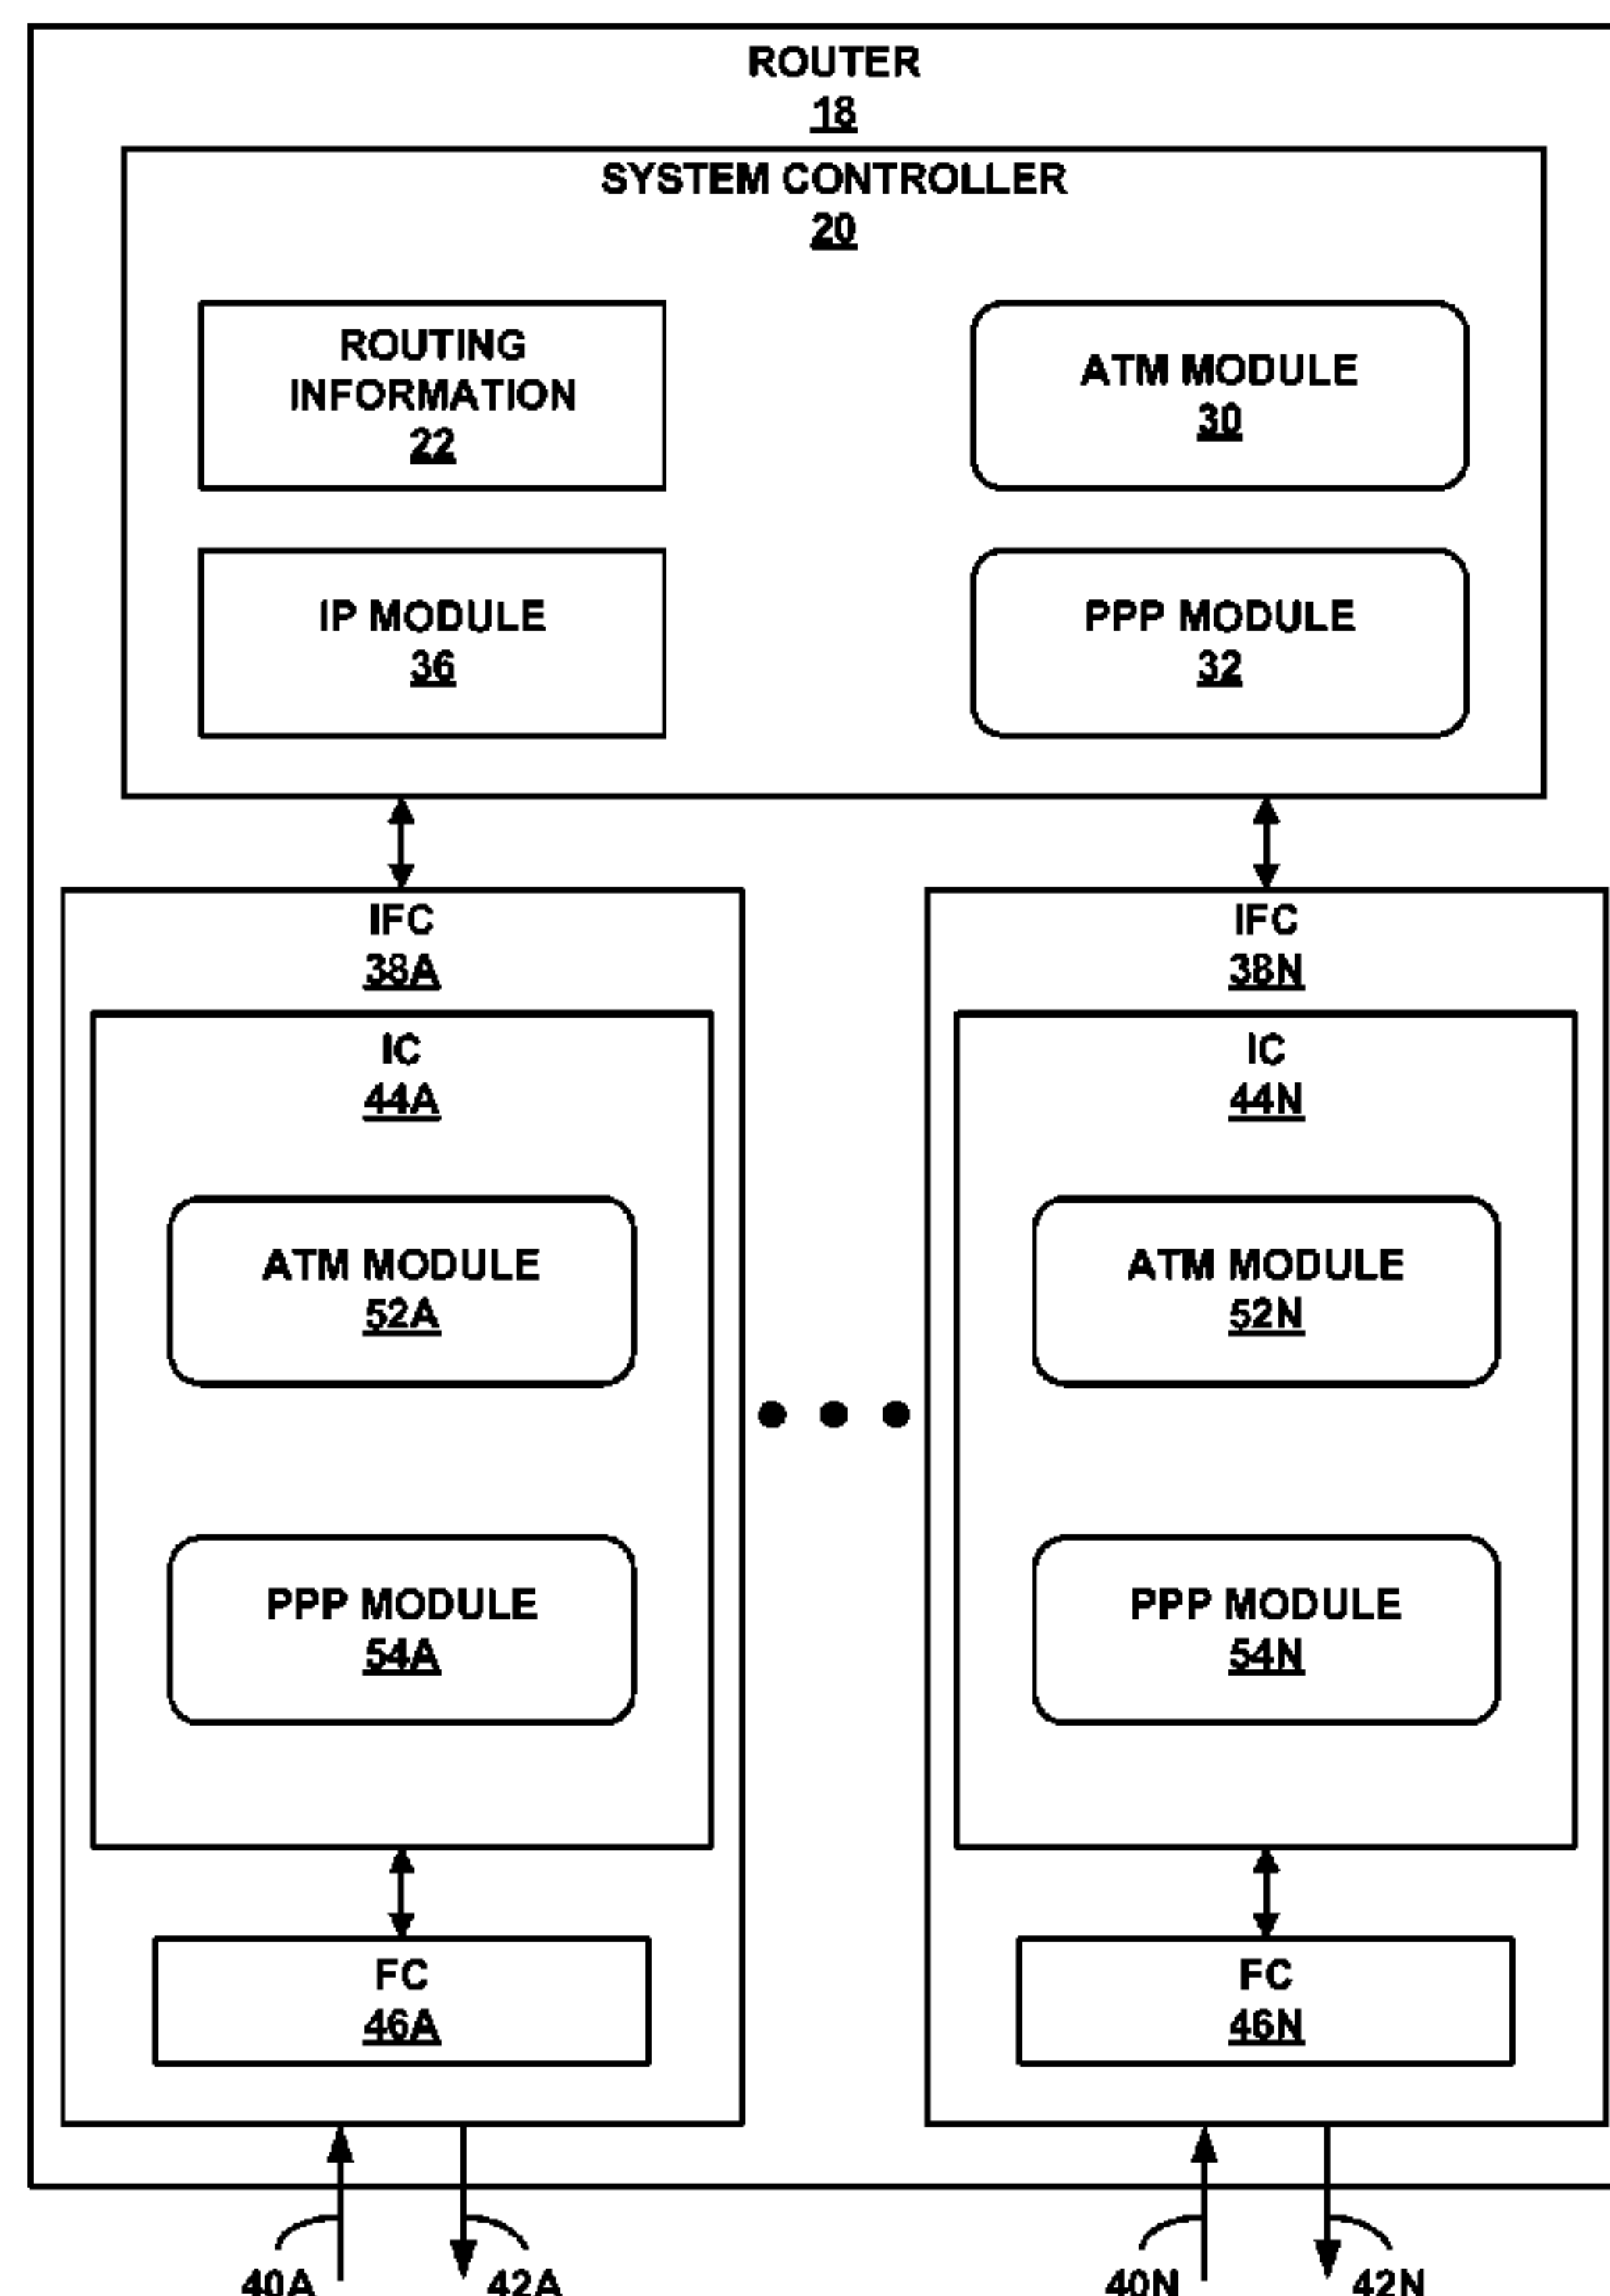 ROUTER
18
SYSTEM CONTROLLER
20
ROUTING
INFORMATION
22
ATM MODULE
30
IP MODULE
36
PPP MODULE
32
IFC
38A
IC
44A
ATM MODULE
52A
PPP MODULE
54A
FC
46A
IFC
38N
IC
44N
ATM MODULE
52N
PPP MODULE
54N
FC
46N
40A
42A
40N
42N